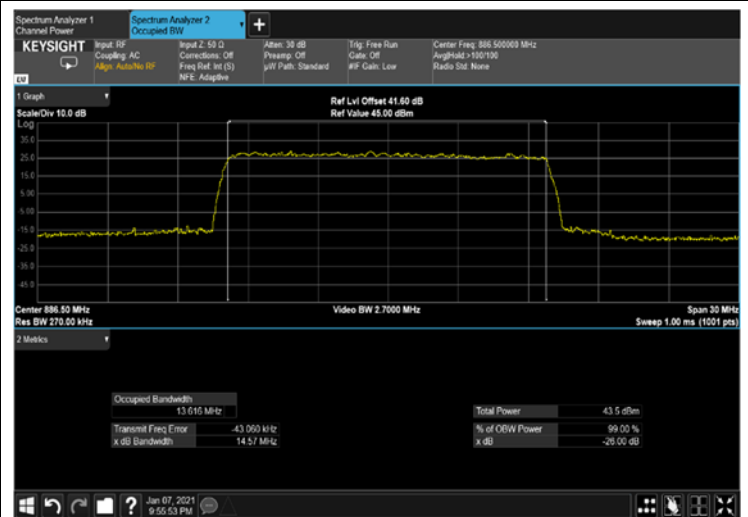 Spectrum Analyzer 1
Channel Power
Spectrum Analyzer 2
Occupied BW
+
KEYSIGHT
Input: RF
Coupling: AC
Align: Auto/No RF
Input Z: 50 Ω
Corrections: Off
Freq Ref: Int (S)
NFE: Adaptive
Atten: 30 dB
Preamp: Off
µW Path: Standard
Trig: Free Run
Gate: Off
#IF Gain: Low
Center Freq: 886.500000 MHz
Avg|Hold:>100/100
Radio Std: None
1 Graph
Scale/Div 10.0 dB
Ref Lvl Offset 41.60 dB
Ref Value 45.00 dBm
Log
35.0
25.0
15.0
5.00
-5.00
-15.0
-25.0
-35.0
-45.0
Center 886.50 MHz
Video BW 2.7000 MHz
Span 30 MHz
Res BW 270.00 kHz
Sweep 1.00 ms (1001 pts)
2 Metrics
Occupied Bandwidth
13.616 MHz
Total Power 43.5 dBm
Transmit Freq Error -43.060 kHz
% of OBW Power 99.00 %
x dB Bandwidth 14.57 MHz
x dB -26.00 dB
?
Jan 07, 2021
9:55:53 PM